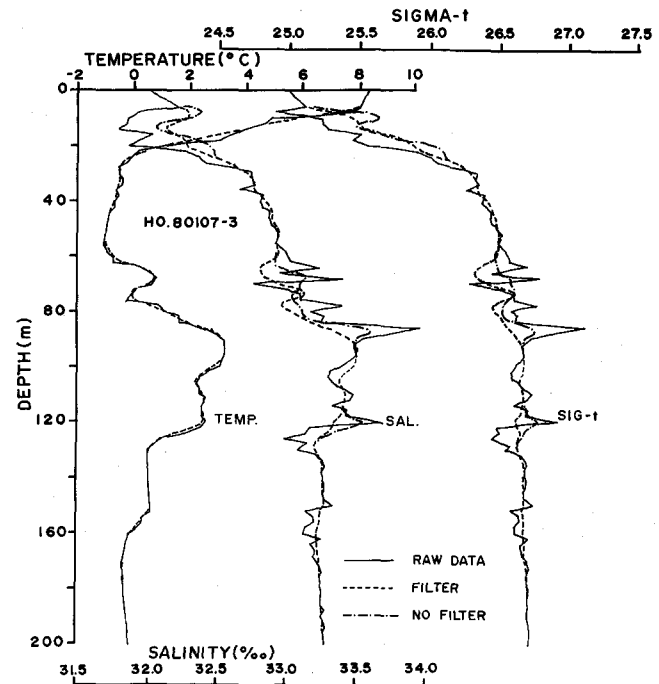 SIGMA-t
24.5 25.0 25.5 26.0 26.5 27.0 27.5
TEMPERATURE(°C)
-2 0 2 4 6 8 10
0
40
80
120
160
200
DEPTH(m)
HO.80107-3
TEMP.
SAL.
SIG-t
RAW DATA
FILTER
NO FILTER
SALINITY(‰)
31.5 32.0 24.5 33.0 33.5 34.0